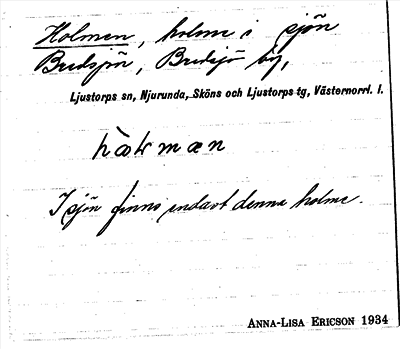 Holmen, holme i sjön
Bredsjön, Bredsjö by,
Ljustorps sn, Njurunda, Sköns och Ljustorps tg, Västernorrl. l.
I sjön finns endast denna holme.
ANNA-LISA ERICSON 1934